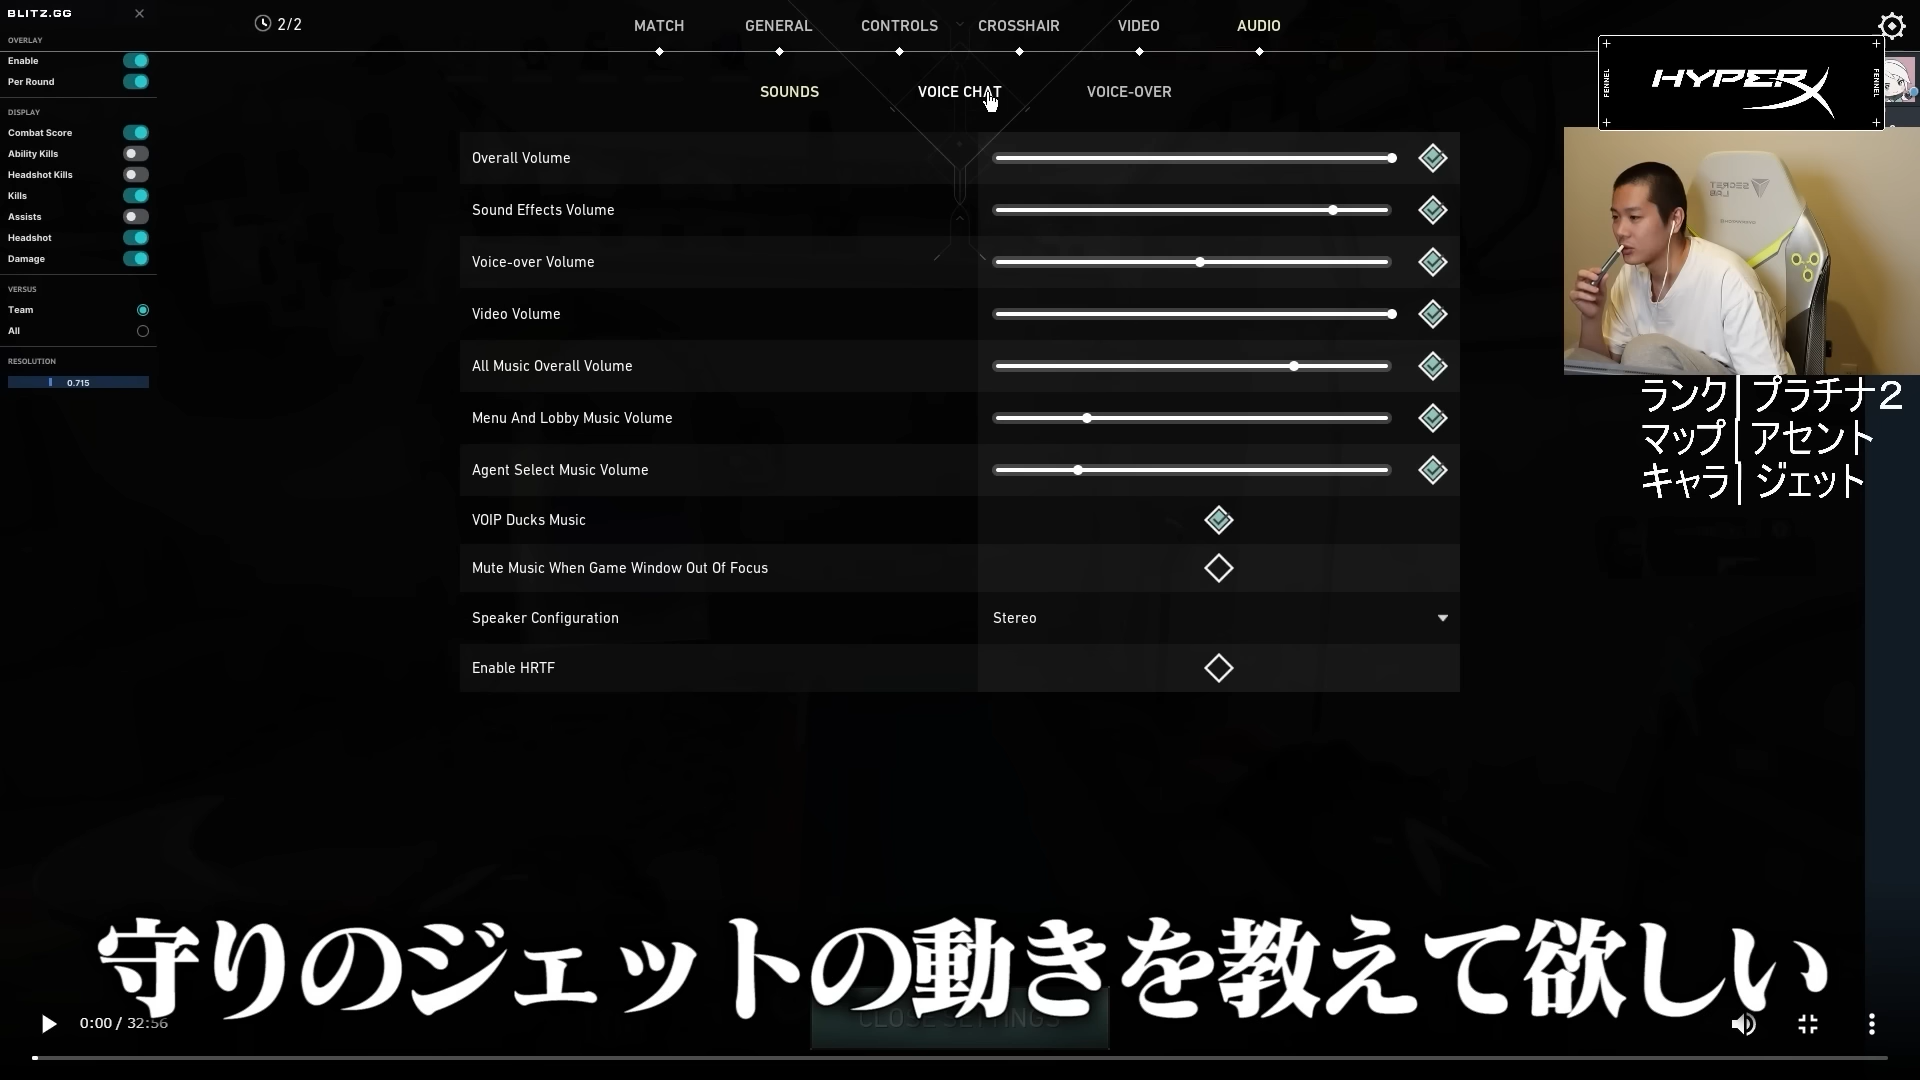 BLITZ.GG
OVERLAY
Enable
Per Round
DISPLAY
Combat Score
Ability Kills
Headshot Kills
Kills
Assists
Headshot
Damage
VERSUS
Team
All
RESOLUTION
0.715
2/2
MATCH GENERAL CONTROLS CROSSHAIR VIDEO AUDIO
SOUNDS VOICE CHAT VOICE-OVER
Overall Volume
Sound Effects Volume
Voice-over Volume
Video Volume
All Music Overall Volume
Menu And Lobby Music Volume
Agent Select Music Volume
VOIP Ducks Music
Mute Music When Game Window Out Of Focus
Speaker Configuration Stereo
Enable HRTF
FENNEL HYPERX FENNEL
SECRET
LAB
ランク| プラチナ2
マップ| アセント
キャラ| ジェット
守りのジェットの動きを教えて欲しい
CLOSE SETTINGS
0:00 / 32:56